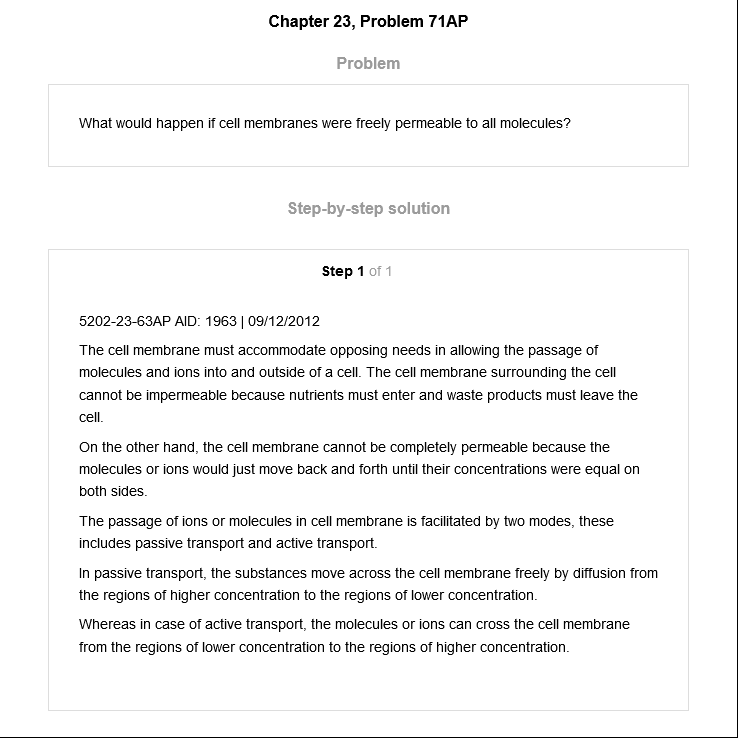 Chapter 23, Problem 71AP
Problem
What would happen if cell membranes were freely permeable to all molecules?
Step-by-step solution
Step 1 of 1
5202-23-63AP AID: 1963 | 09/12/2012
The cell membrane must accommodate opposing needs in allowing the passage of
molecules and ions into and outside of a cell. The cell membrane surrounding the cell
cannot be impermeable because nutrients must enter and waste products must leave the
cell.
On the other hand, the cell membrane cannot be completely permeable because the
molecules or ions would just move back and forth until their concentrations were equal on
both sides.
The passage of ions or molecules in cell membrane is facilitated by two modes, these
includes passive transport and active transport.
In passive transport, the substances move across the cell membrane freely by diffusion from
the regions of higher concentration to the regions of lower concentration.
Whereas in case of active transport, the molecules or ions can cross the cell membrane
from the regions of lower concentration to the regions of higher concentration.